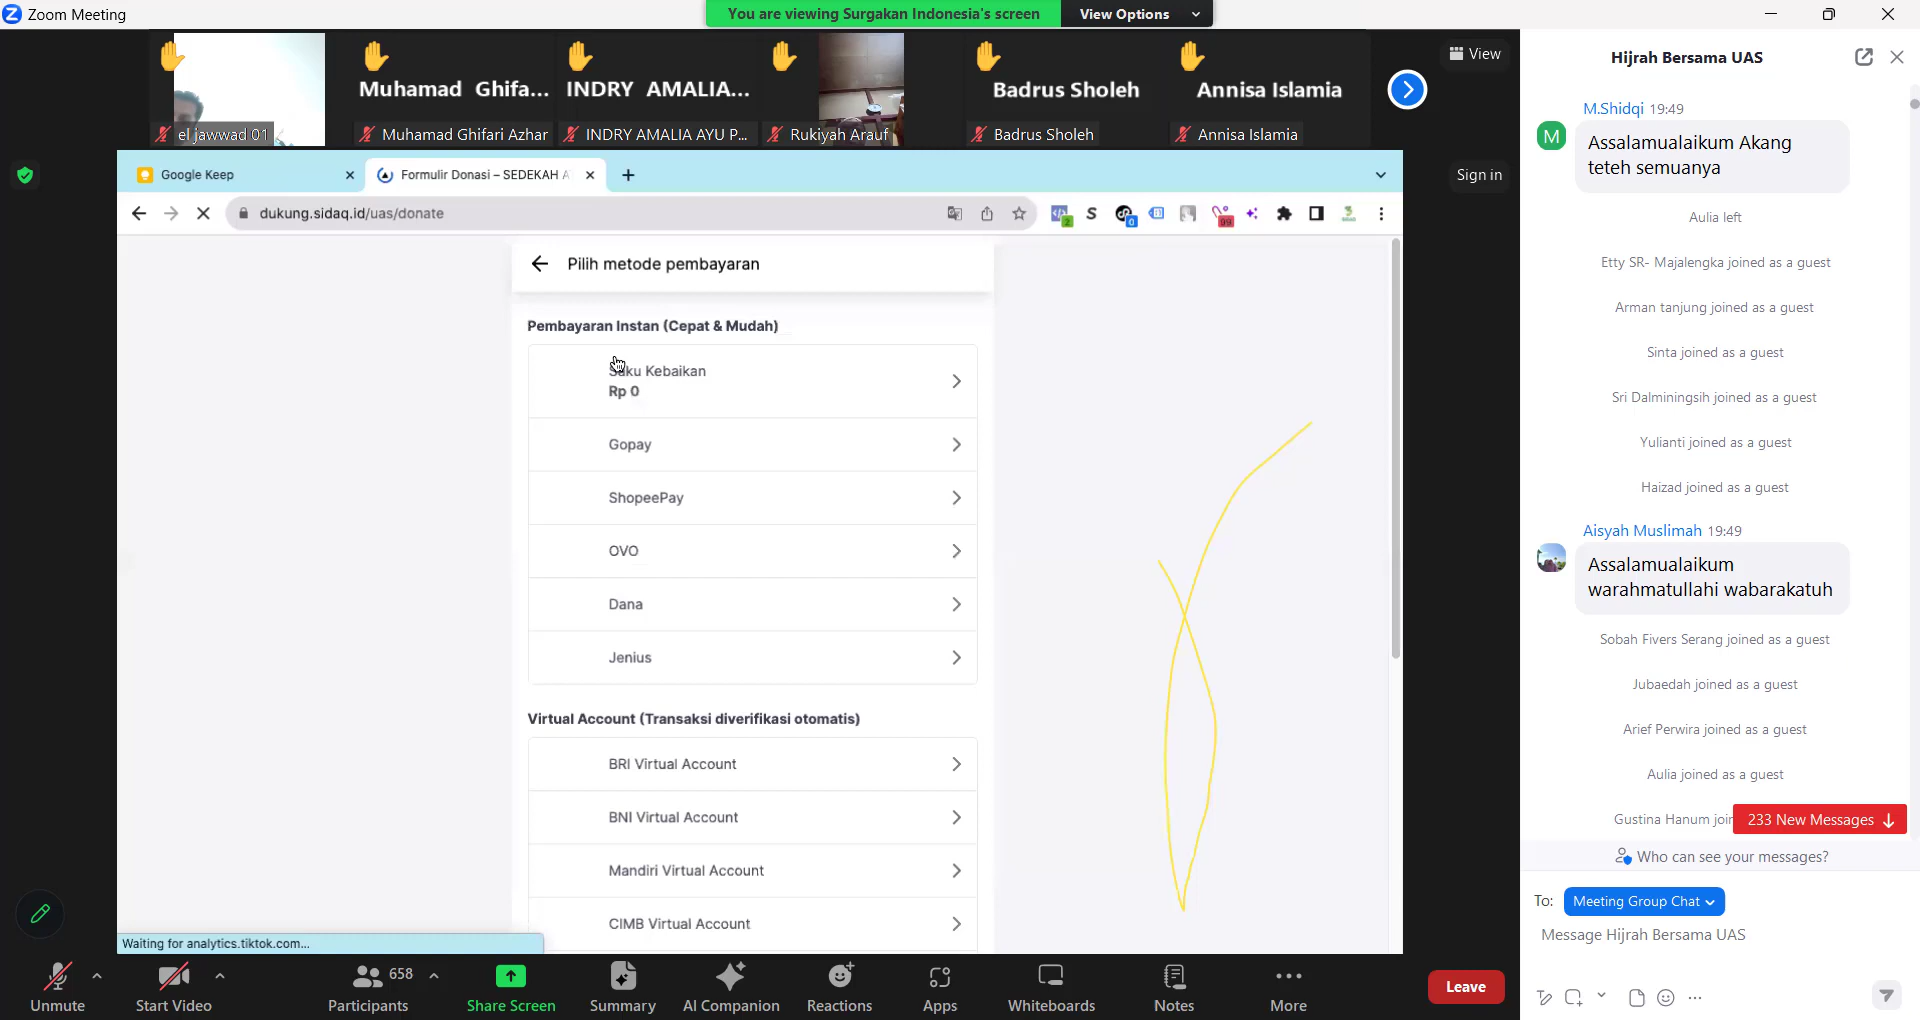 Zoom Meeting
You are viewing Surgakan Indonesia's screen
View Options
View
Sign in
Muhamad Ghifa...
INDRY AMALIA...
Badrus Sholeh
Annisa Islamia
el jawwad 01
Muhamad Ghifari Azhar
INDRY AMALIA AYU P...
Rukiyah Arauf
Badrus Sholeh
Annisa Islamia
Google Keep
Formulir Donasi – SEDEKAH A
dukung.sidaq.id/uas/donate
2
S
0
99
Pilih metode pembayaran
Pembayaran Instan (Cepat & Mudah)
Saku Kebaikan
Rp 0
Gopay
ShopeePay
OVO
Dana
Jenius
Virtual Account (Transaksi diverifikasi otomatis)
BRI Virtual Account
BNI Virtual Account
Mandiri Virtual Account
CIMB Virtual Account
Waiting for analytics.tiktok.com...
Unmute
Start Video
658
Participants
Share Screen
Summary
AI Companion
Reactions
Apps
Whiteboards
Notes
More
Leave
Hijrah Bersama UAS
M.Shidqi 19:49
M
Assalamualaikum Akang
teteh semuanya
Aulia left
Etty SR- Majalengka joined as a guest
Arman tanjung joined as a guest
Sinta joined as a guest
Sri Dalminingsih joined as a guest
Yulianti joined as a guest
Haizad joined as a guest
Aisyah Muslimah 19:49
Assalamualaikum
warahmatullahi wabarakatuh
Sobah Fivers Serang joined as a guest
Jubaedah joined as a guest
Arief Perwira joined as a guest
Aulia joined as a guest
Gustina Hanum joir
233 New Messages
Who can see your messages?
To: Meeting Group Chat
Message Hijrah Bersama UAS